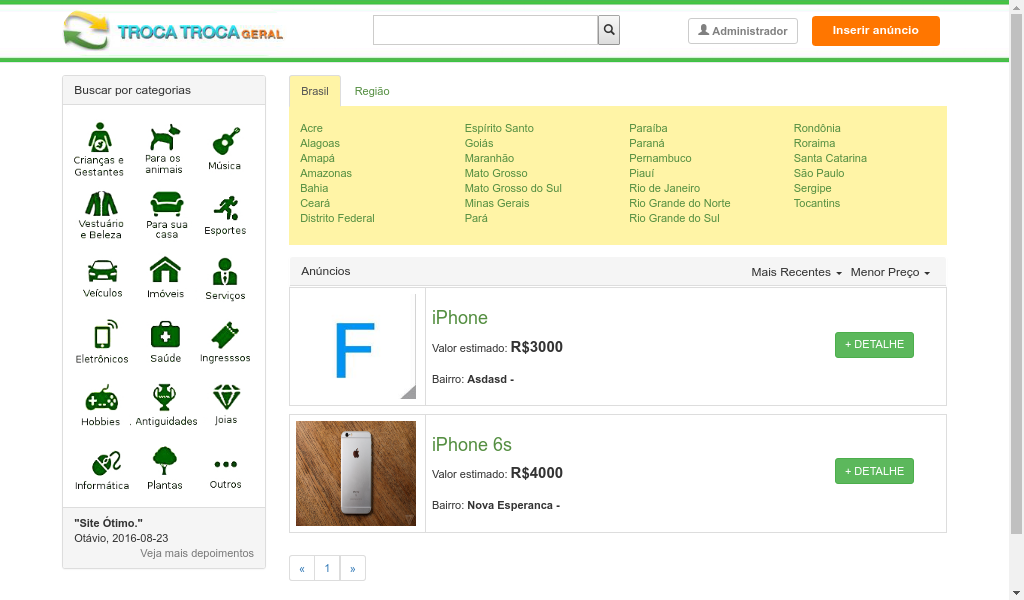 TROCA TROCA GERAL
Administrador
Inserir anúncio
Buscar por categorias
Crianças e
Gestantes
Para os
animais
Música
Vestuário
e Beleza
Para sua
casa
Esportes
Veículos
Imóveis
Serviços
Eletrônicos
Saúde
Ingresssos
Hobbies
. Antiguidades
Joias
Informática
Plantas
Outros
"Site Ótimo."
Otávio, 2016-08-23
Veja mais depoimentos
Brasil
Região
Acre
Alagoas
Amapá
Amazonas
Bahia
Ceará
Distrito Federal
Espírito Santo
Goiás
Maranhão
Mato Grosso
Mato Grosso do Sul
Minas Gerais
Pará
Paraíba
Paraná
Pernambuco
Piauí
Rio de Janeiro
Rio Grande do Norte
Rio Grande do Sul
Rondônia
Roraima
Santa Catarina
São Paulo
Sergipe
Tocantins
Anúncios
Mais Recentes
Menor Preço
F
iPhone
Valor estimado: R$3000
Bairro: Asdasd -
+ DETALHE
iPhone 6s
Valor estimado: R$4000
Bairro: Nova Esperanca -
+ DETALHE
« 1 »